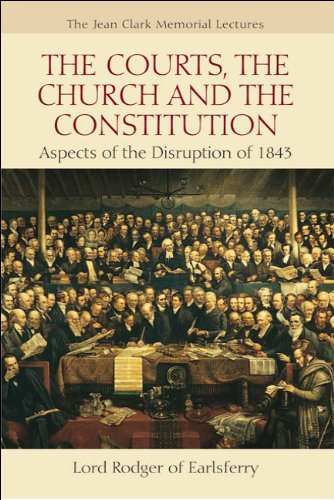 The Jean Clark Memorial Lectures
THE COURTS, THE
CHURCH AND THE
CONSTITUTION
Aspects of the Disruption of 1843
Lord Rodger of Earlsferry